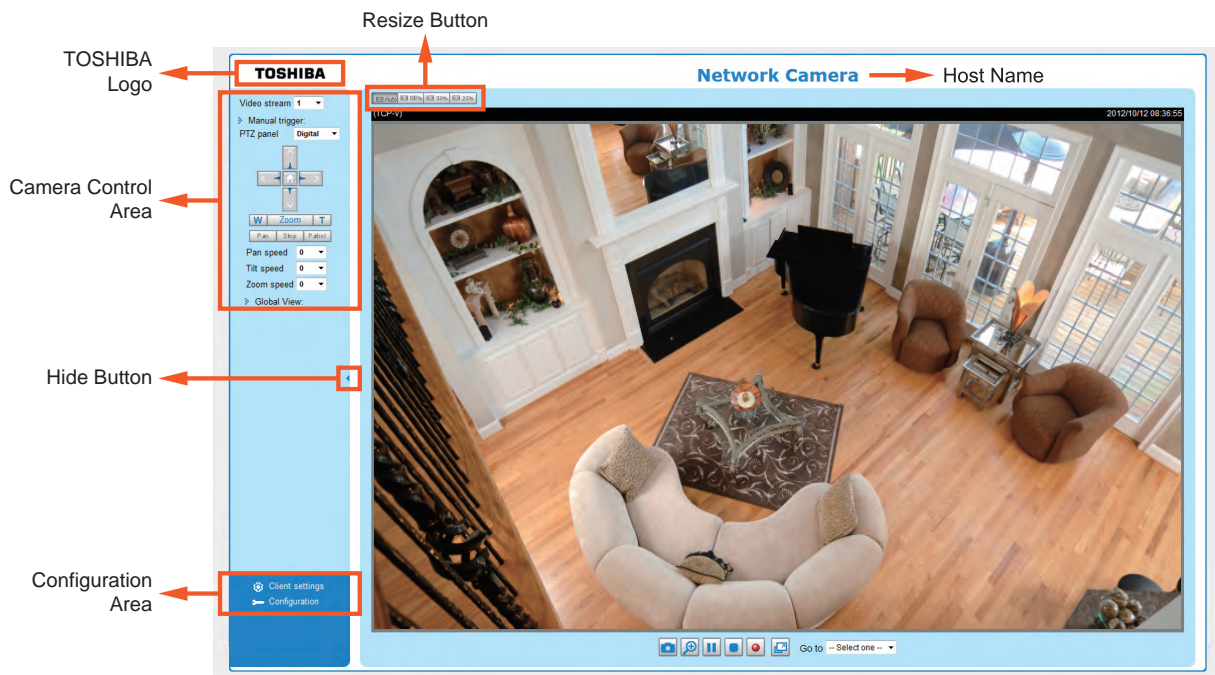 Resize Button
TOSHIBA
Logo
TOSHIBA
Network Camera
Host Name
Auto 100% 50% 25%
(TCP-V)
2012/10/12 08:36:55
Video stream 1
Manual trigger:
PTZ panel Digital
Camera Control
Area
W Zoom T
Pan Stop Patrol
Pan speed 0
Tilt speed 0
Zoom speed 0
Global View:
Hide Button
Configuration
Area
Client settings
Configuration
Go to -- Select one --